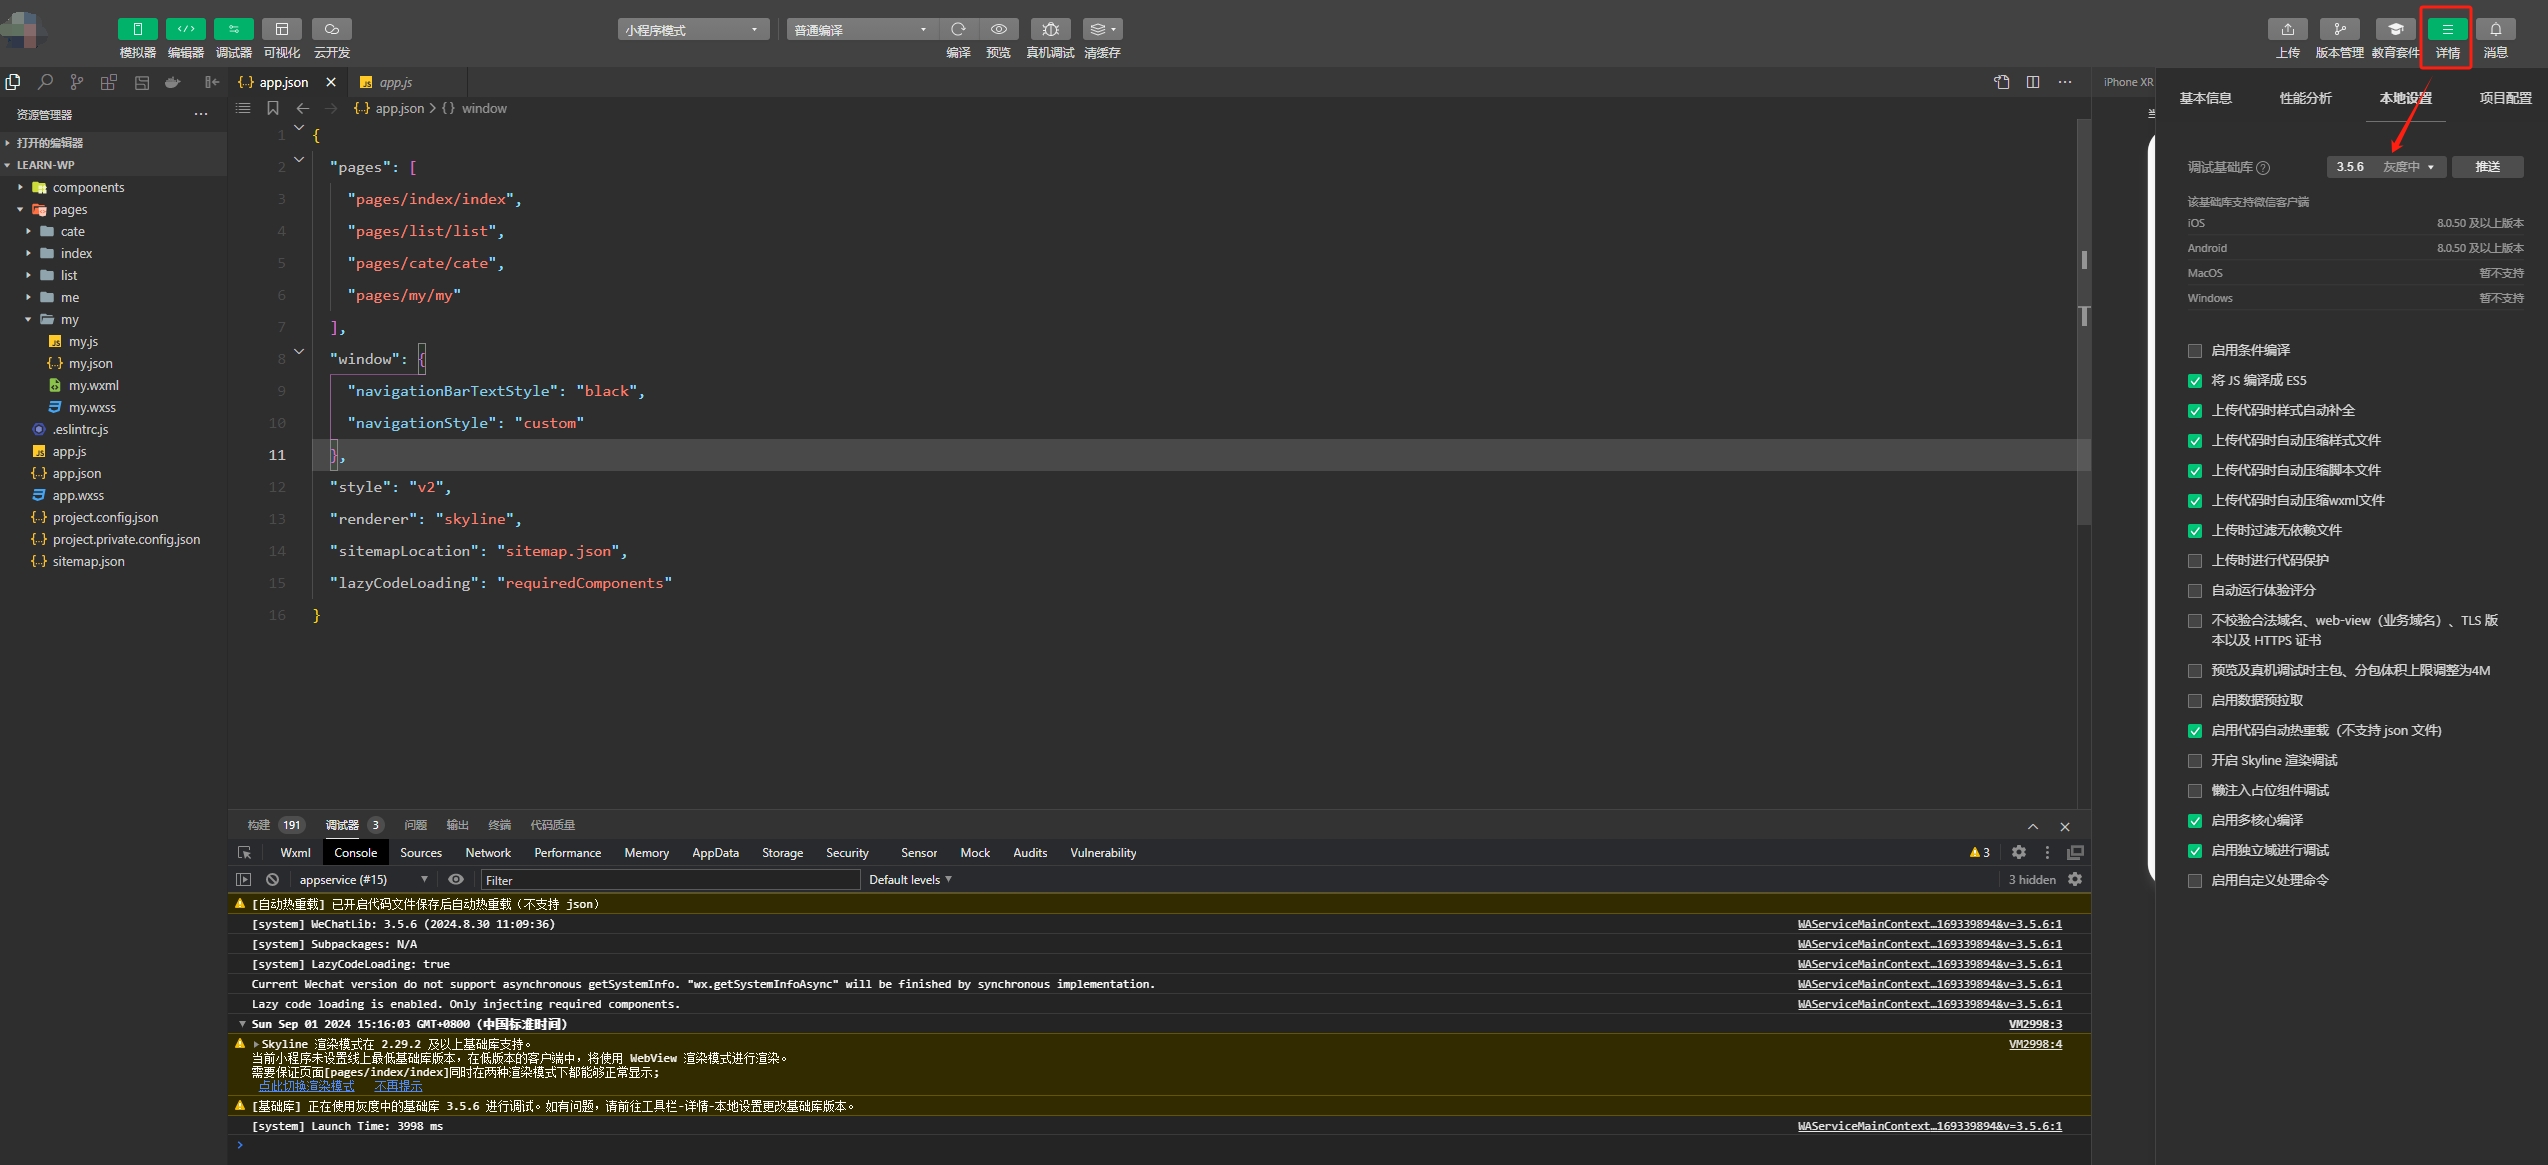 模拟器 编辑器 调试器 可视化 云开发
小程序模式 普通编译
编译 预览 真机调试 清缓存
上传 版本管理 教育套件 详情 消息
app.json app.js
资源管理器
打开的编辑器
LEARN-WP
components
pages
cate
index
list
me
my
my.js
my.json
my.wxml
my.wxss
.eslintrc.js
app.js
app.json
app.wxss
project.config.json
project.private.config.json
sitemap.json
{..} app.json > {} window
1 {
2 "pages": [
3 "pages/index/index",
4 "pages/list/list",
5 "pages/cate/cate",
6 "pages/my/my"
7 ],
8 "window": {
9 "navigationBarTextStyle": "black",
10 "navigationStyle": "custom"
11 },
12 "style": "v2",
13 "renderer": "skyline",
14 "sitemapLocation": "sitemap.json",
15 "lazyCodeLoading": "requiredComponents"
16 }
构建 191 调试器 3 问题 输出 终端 代码质量
Wxml Console Sources Network Performance Memory AppData Storage Security Sensor Mock Audits Vulnerability 3
appservice (#15) Filter Default levels 3 hidden
[自动热重载] 已开启代码文件保存后自动热重载（不支持 json）
[system] WeChatLib: 3.5.6 (2024.8.30 11:09:36) WAServiceMainContext…169339894&v=3.5.6:1
[system] Subpackages: N/A WAServiceMainContext…169339894&v=3.5.6:1
[system] LazyCodeLoading: true WAServiceMainContext…169339894&v=3.5.6:1
Current Wechat version do not support asynchronous getSystemInfo. "wx.getSystemInfoAsync" will be finished by synchronous implementation. WAServiceMainContext…169339894&v=3.5.6:1
Lazy code loading is enabled. Only injecting required components. WAServiceMainContext…169339894&v=3.5.6:1
Sun Sep 01 2024 15:16:03 GMT+0800 (中国标准时间) VM2998:3
Skyline 渲染模式在 2.29.2 及以上基础库支持。 VM2998:4
当前小程序未设置线上最低基础库版本，在低版本的客户端中，将使用 WebView 渲染模式进行渲染。
需要保证页面[pages/index/index]同时在两种渲染模式下都能够正常显示；
点此切换渲染模式 不再提示
[基础库] 正在使用灰度中的基础库 3.5.6 进行调试。如有问题，请前往工具栏-详情-本地设置更改基础库版本。
[system] Launch Time: 3998 ms WAServiceMainContext…169339894&v=3.5.6:1
iPhone XR
基本信息 性能分析 本地设置 项目配置
调试基础库 3.5.6 灰度中 推送
该基础库支持微信客户端
iOS 8.0.50 及以上版本
Android 8.0.50 及以上版本
MacOS 暂不支持
Windows 暂不支持
启用条件编译
将 JS 编译成 ES5
上传代码时样式自动补全
上传代码时自动压缩样式文件
上传代码时自动压缩脚本文件
上传代码时自动压缩wxml文件
上传时过滤无依赖文件
上传时进行代码保护
自动运行体验评分
不校验合法域名、web-view（业务域名）、TLS 版
本以及 HTTPS 证书
预览及真机调试时主包、分包体积上限调整为4M
启用数据预拉取
启用代码自动热重载（不支持 json 文件)
开启 Skyline 渲染调试
懒注入占位组件调试
启用多核心编译
启用独立域进行调试
启用自定义处理命令